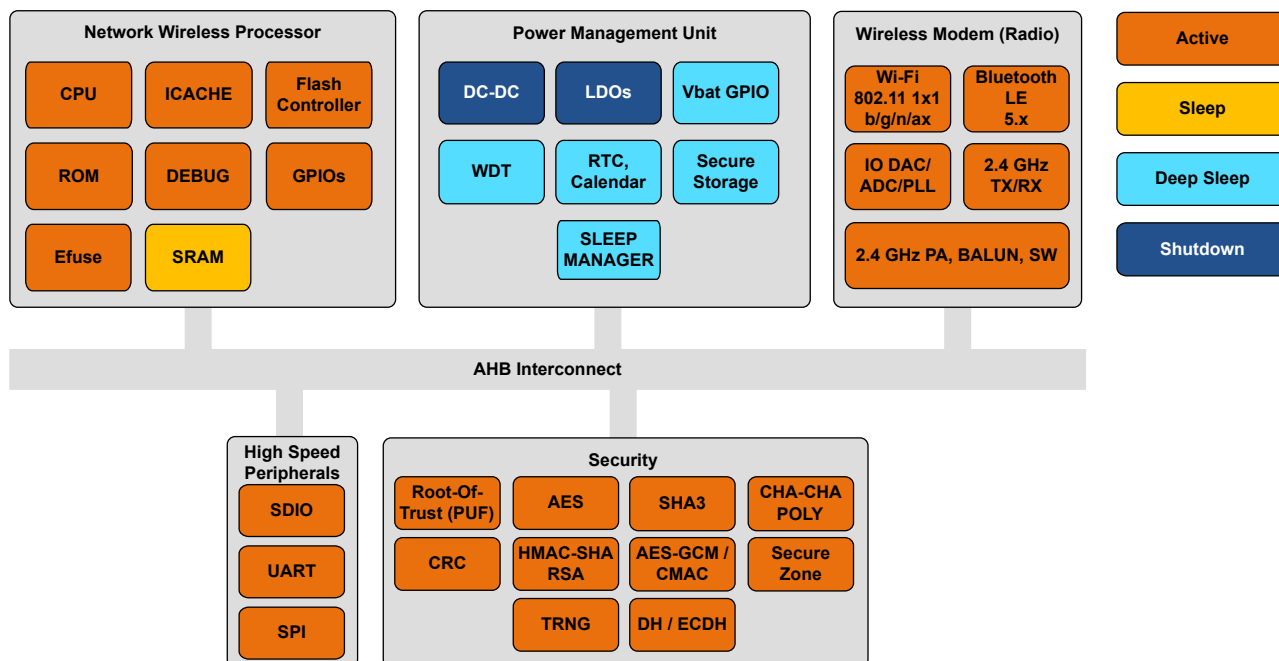 Network Wireless Processor
CPU
ICACHE
Flash
Controller
ROM
DEBUG
GPIOs
Efuse
SRAM
Power Management Unit
DC-DC
LDOs
Vbat GPIO
WDT
RTC,
Calendar
Secure
Storage
SLEEP
MANAGER
Wireless Modem (Radio)
Wi-Fi
802.11 1x1
b/g/n/ax
Bluetooth
LE
5.x
IO DAC/
ADC/PLL
2.4 GHz
TX/RX
2.4 GHz PA, BALUN, SW
Active
Sleep
Deep Sleep
Shutdown
AHB Interconnect
High Speed
Peripherals
SDIO
UART
SPI
Security
Root-Of-
Trust (PUF)
AES
SHA3
CHA-CHA
POLY
CRC
HMAC-SHA
RSA
AES-GCM /
CMAC
Secure
Zone
TRNG
DH / ECDH